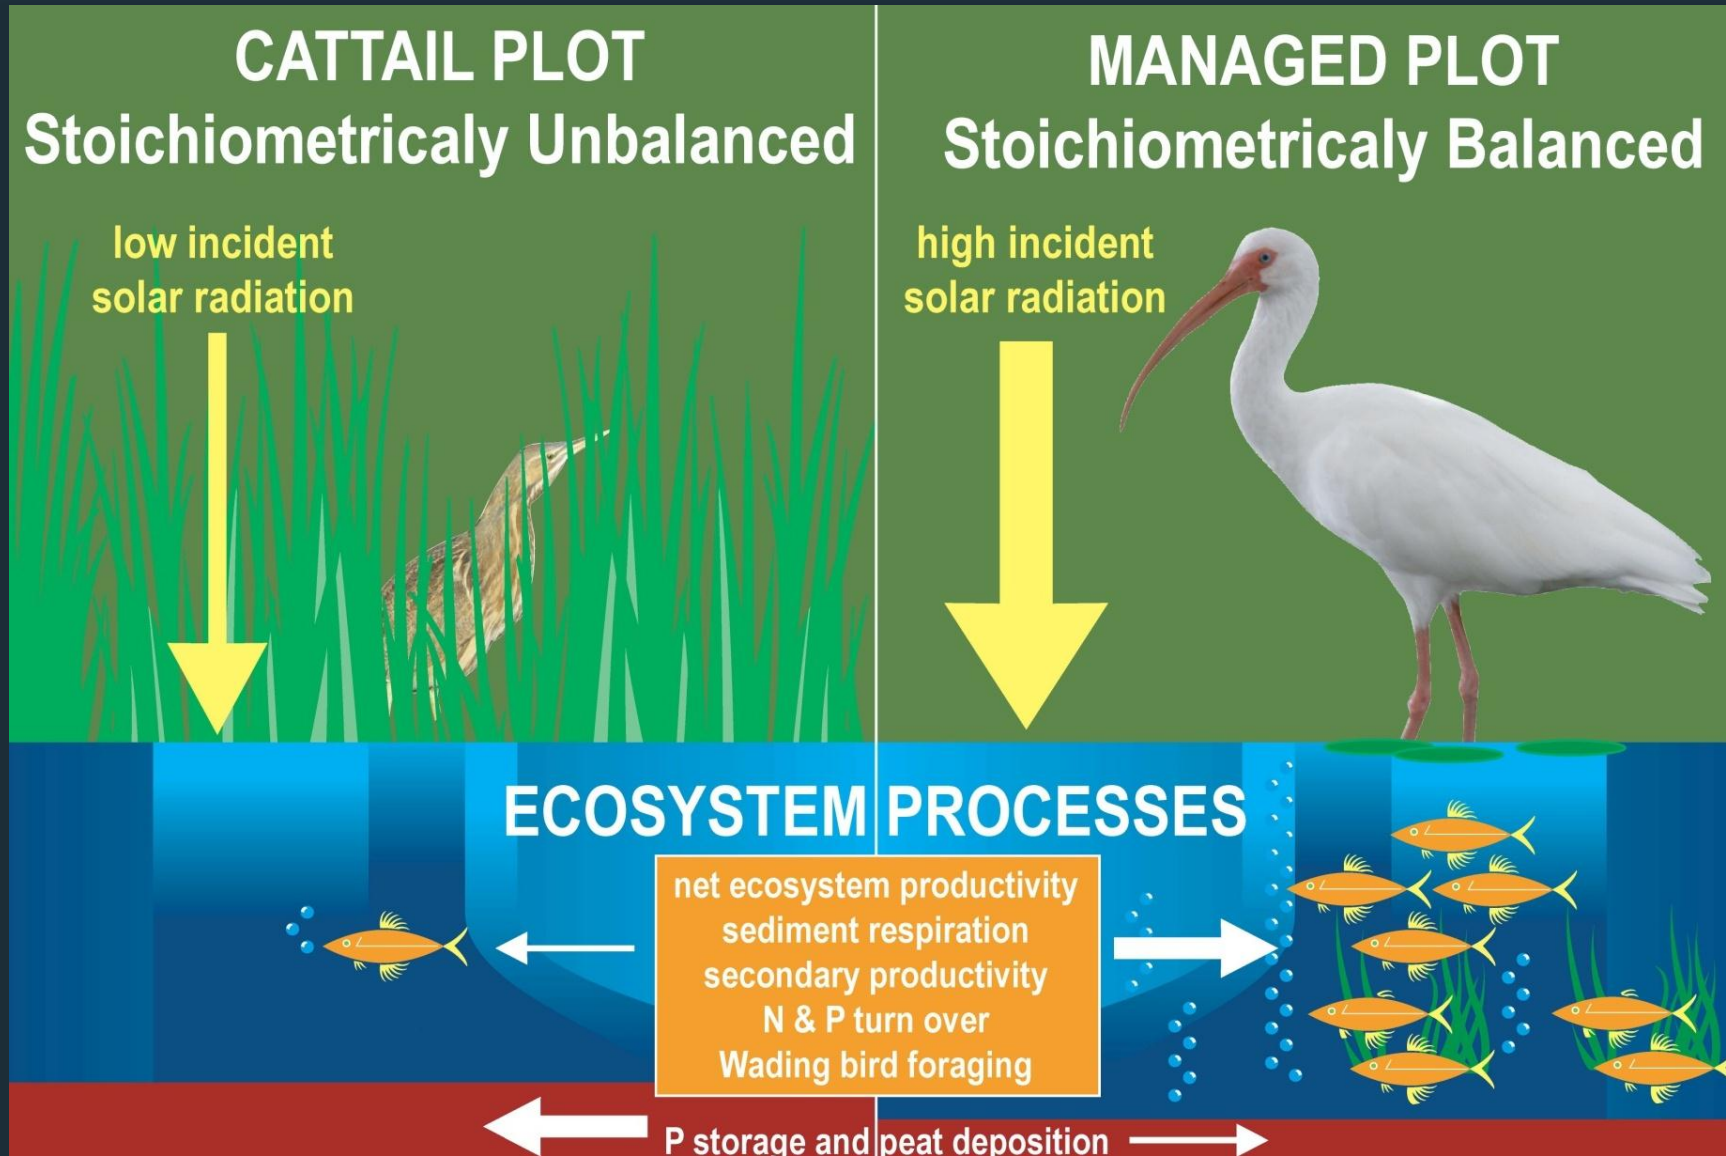 CATTAIL PLOT
Stoichiometricaly Unbalanced
low incident
solar radiation
MANAGED PLOT
Stoichiometricaly Balanced
high incident
solar radiation
ECOSYSTEM PROCESSES
net ecosystem productivity
sediment respiration
secondary productivity
N & P turn over
Wading bird foraging
P storage and peat deposition